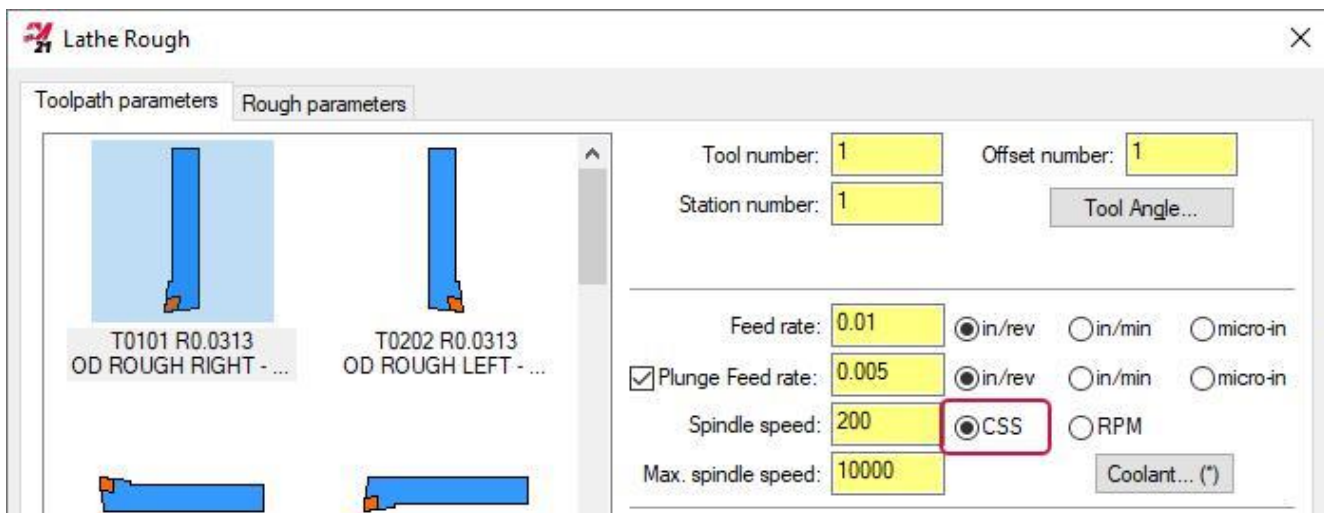 21 Lathe Rough
Toolpath parameters Rough parameters
T0101 R0.0313
OD ROUGH RIGHT - ...
T0202 R0.0313
OD ROUGH LEFT - ...
Tool number: 1 Offset number: 1
Station number: 1 Tool Angle...
Feed rate: 0.01 in/rev in/min micro-in
Plunge Feed rate: 0.005 in/rev in/min micro-in
Spindle speed: 200 CSS RPM
Max. spindle speed: 10000 Coolant... (*)